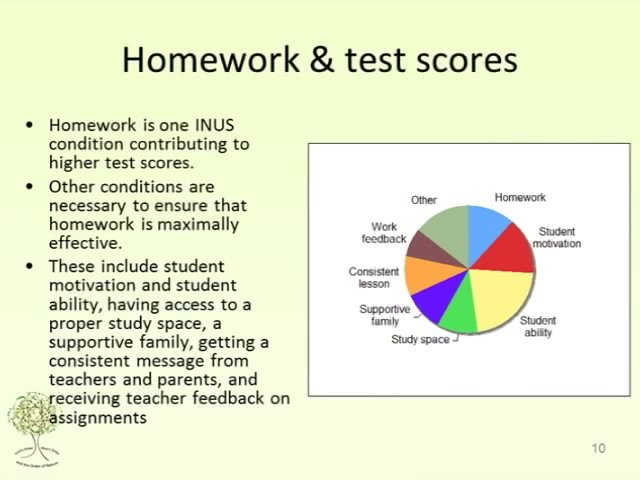 Homework & test scores
• Homework is one INUS
condition contributing to
higher test scores.
• Other conditions are
necessary to ensure that
homework is maximally
effective.
• These include student
motivation and student
ability, having access to a
proper study space, a
supportive family, getting a
consistent message from
teachers and parents, and
receiving teacher feedback on
assignments
Other
Homework
Work
feedback
Student
motivation
Consistent
lesson
Supportive
family
Student
ability
Study space
10